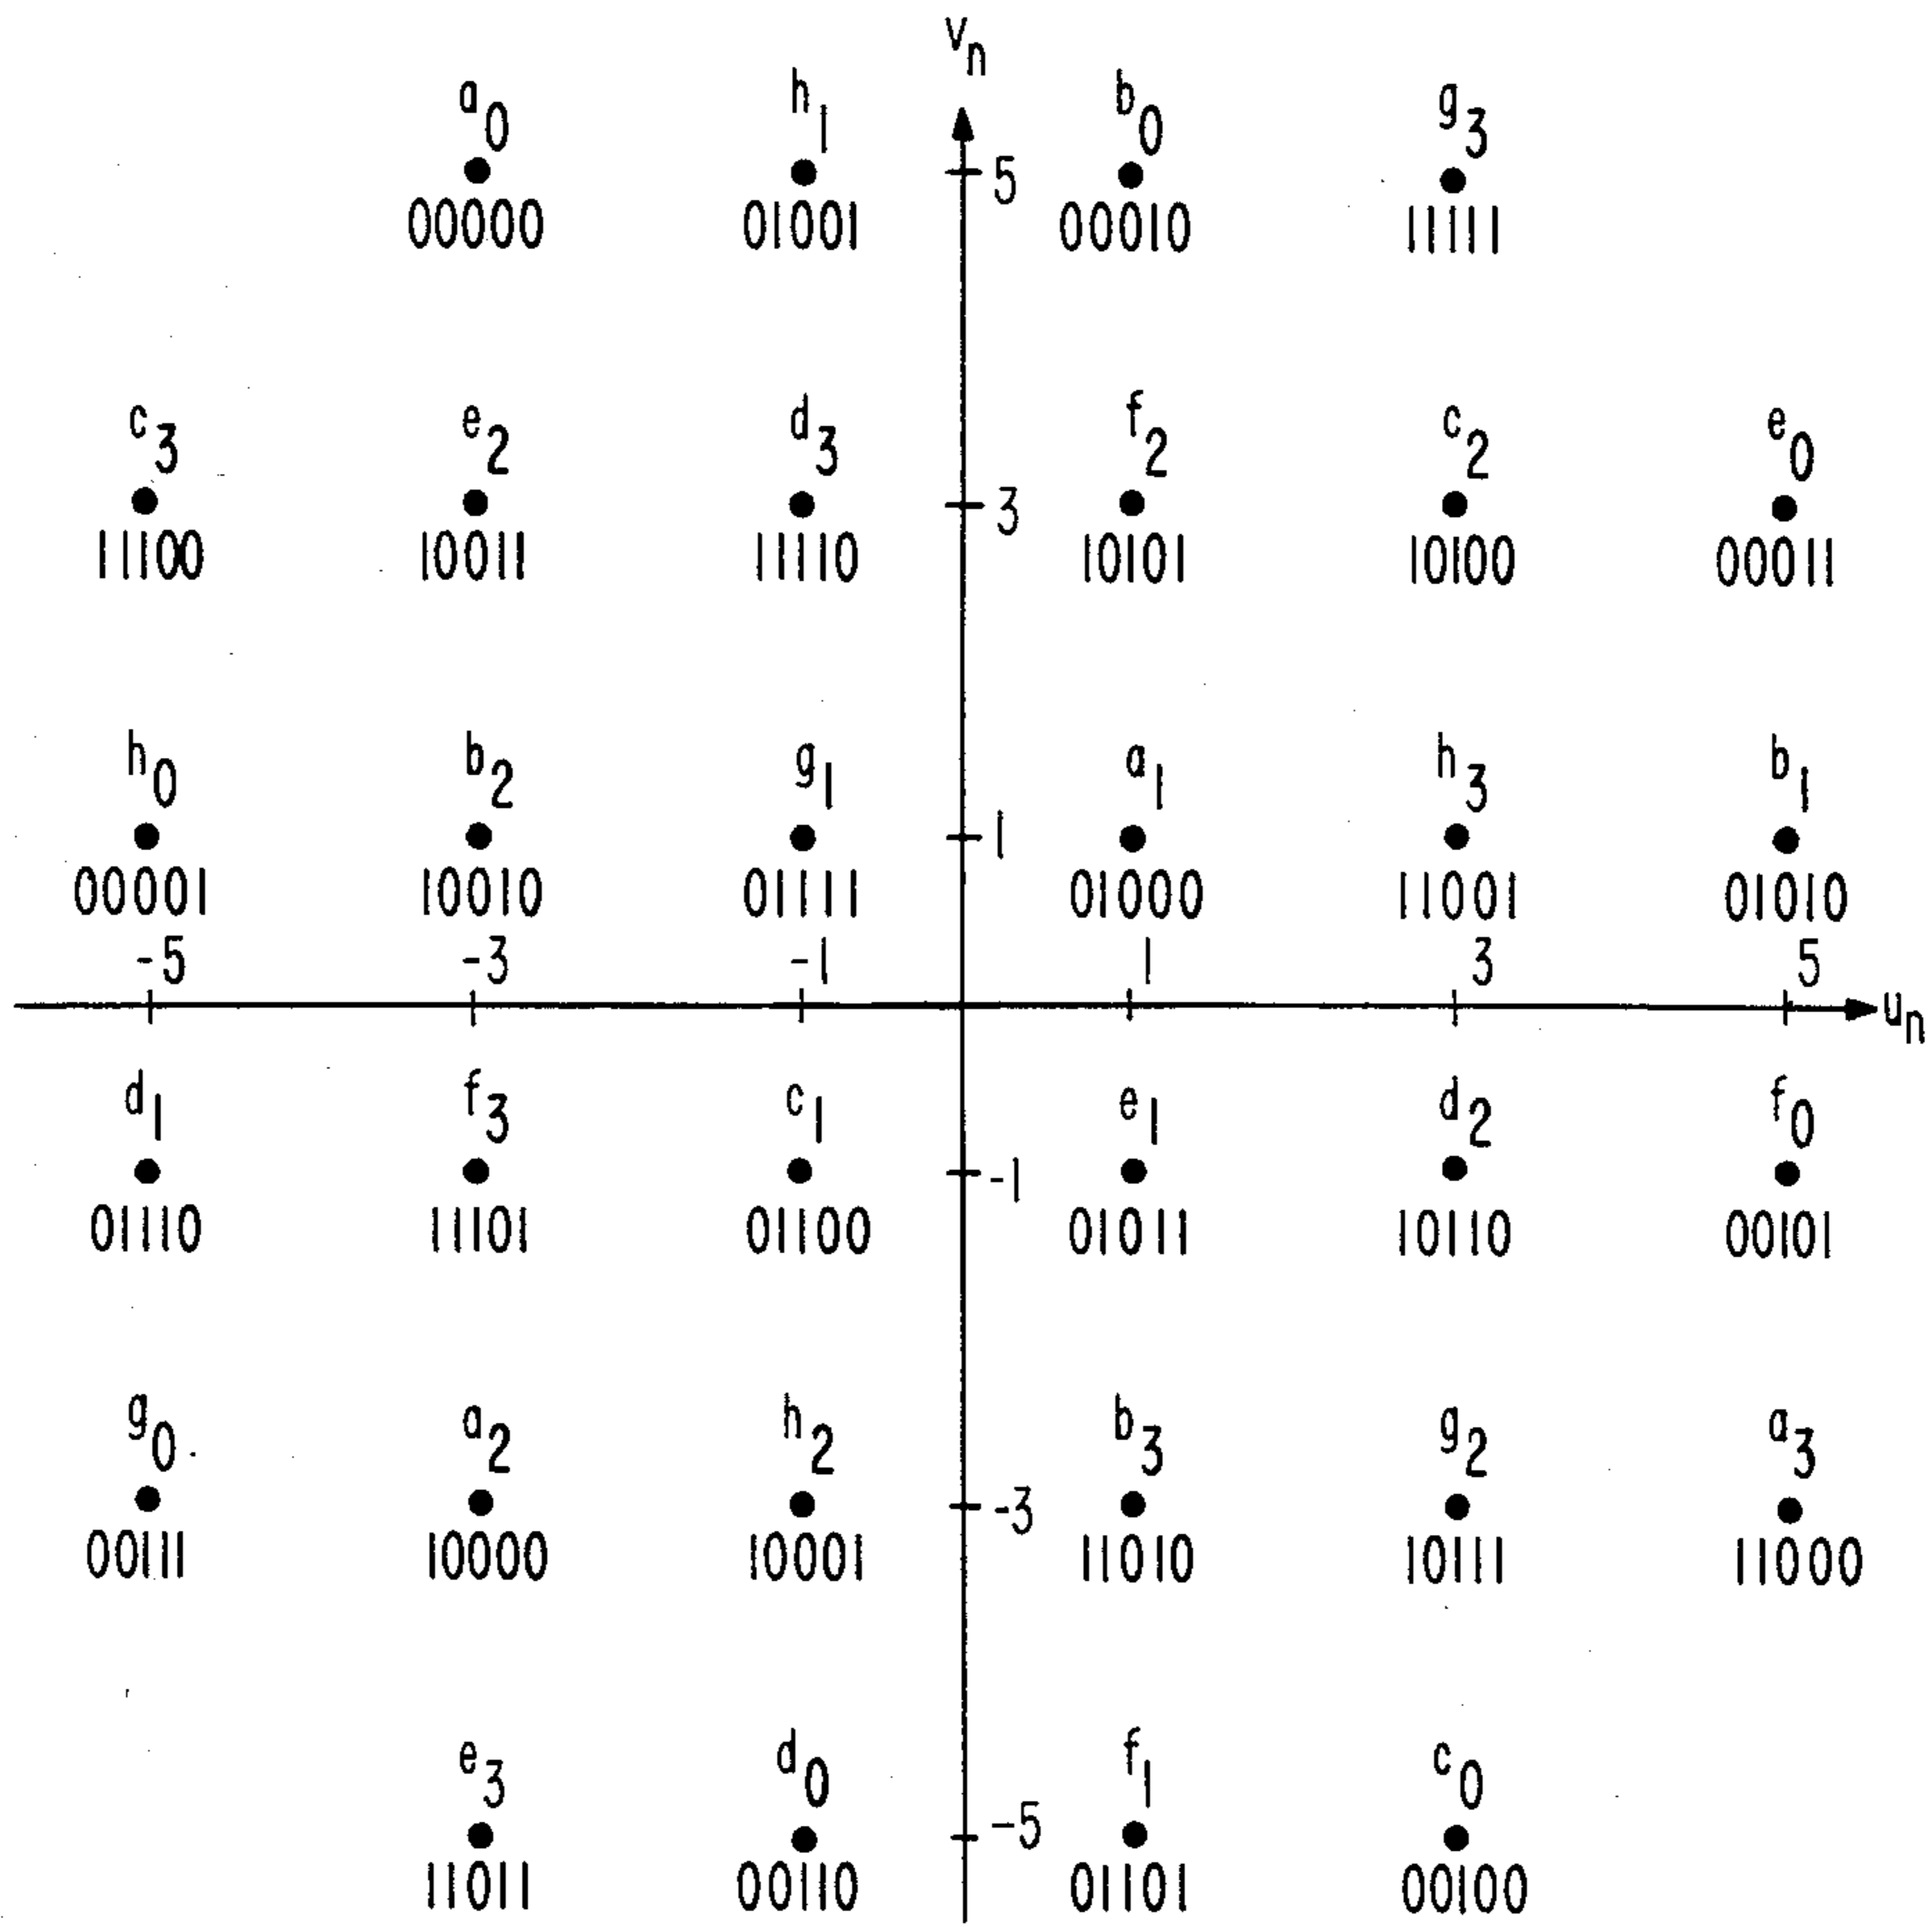 vn
a0 h1 b0 g3
5
00000 01001 00010 11111
c3 e2 d3 f2 c2 e0
3
11100 10011 11110 10101 10100 00011
h0 b2 g1 a1 h3 b1
1
00001 10010 01111 01000 11001 01010
-5 -3 -1 1 3 5
un
d1 f3 c1 e1 d2 f0
-1
01110 11101 01100 01011 10110 00101
g0 a2 h2 b3 g2 a3
-3
00111 10000 10001 11010 10111 11000
e3 d0 f1 c0
-5
11011 00110 01101 00100